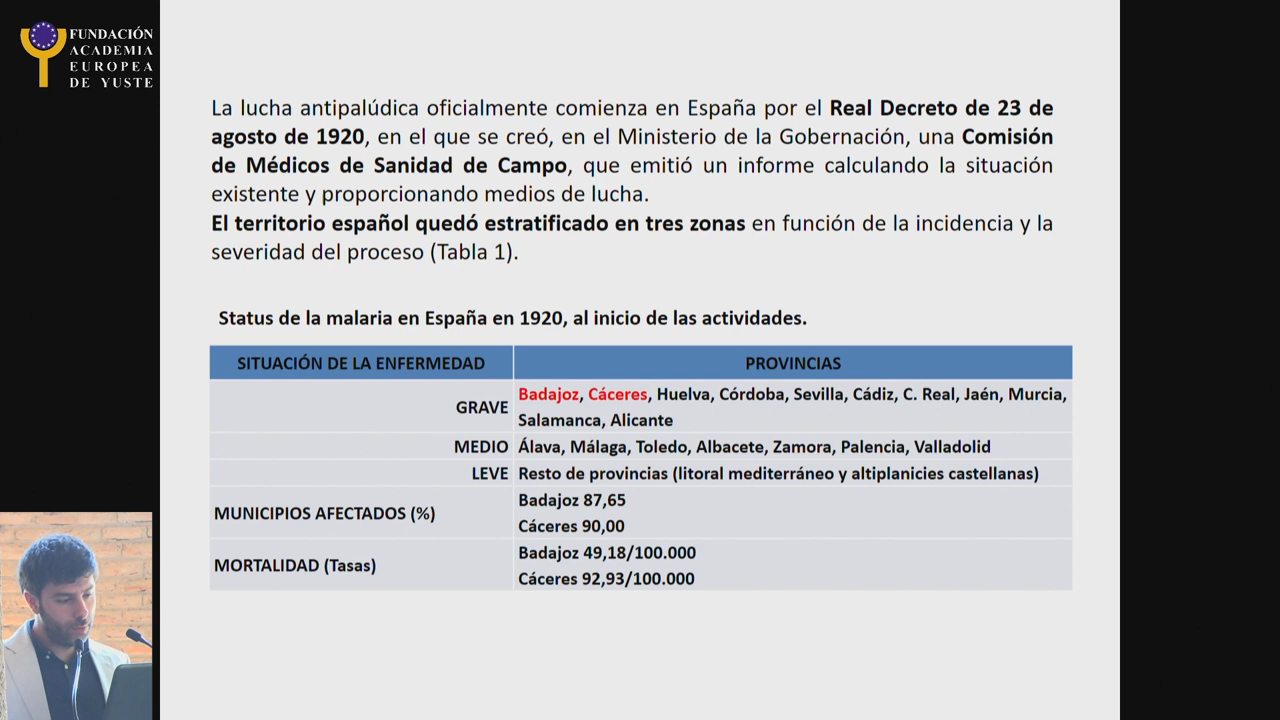 FUNDACIÓN
ACADEMIA
EUROPEA
DE YUSTE
La lucha antipalúdica oficialmente comienza en España por el Real Decreto de 23 de
agosto de 1920, en el que se creó, en el Ministerio de la Gobernación, una Comisión
de Médicos de Sanidad de Campo, que emitió un informe calculando la situación
existente y proporcionando medios de lucha.
El territorio español quedó estratificado en tres zonas en función de la incidencia y la
severidad del proceso (Tabla 1).
Status de la malaria en España en 1920, al inicio de las actividades.
SITUACIÓN DE LA ENFERMEDAD PROVINCIAS
GRAVE Badajoz, Cáceres, Huelva, Córdoba, Sevilla, Cádiz, C. Real, Jaén, Murcia,
Salamanca, Alicante
MEDIO Álava, Málaga, Toledo, Albacete, Zamora, Palencia, Valladolid
LEVE Resto de provincias (litoral mediterráneo y altiplanicies castellanas)
MUNICIPIOS AFECTADOS (%) Badajoz 87,65
Cáceres 90,00
MORTALIDAD (Tasas) Badajoz 49,18/100.000
Cáceres 92,93/100.000